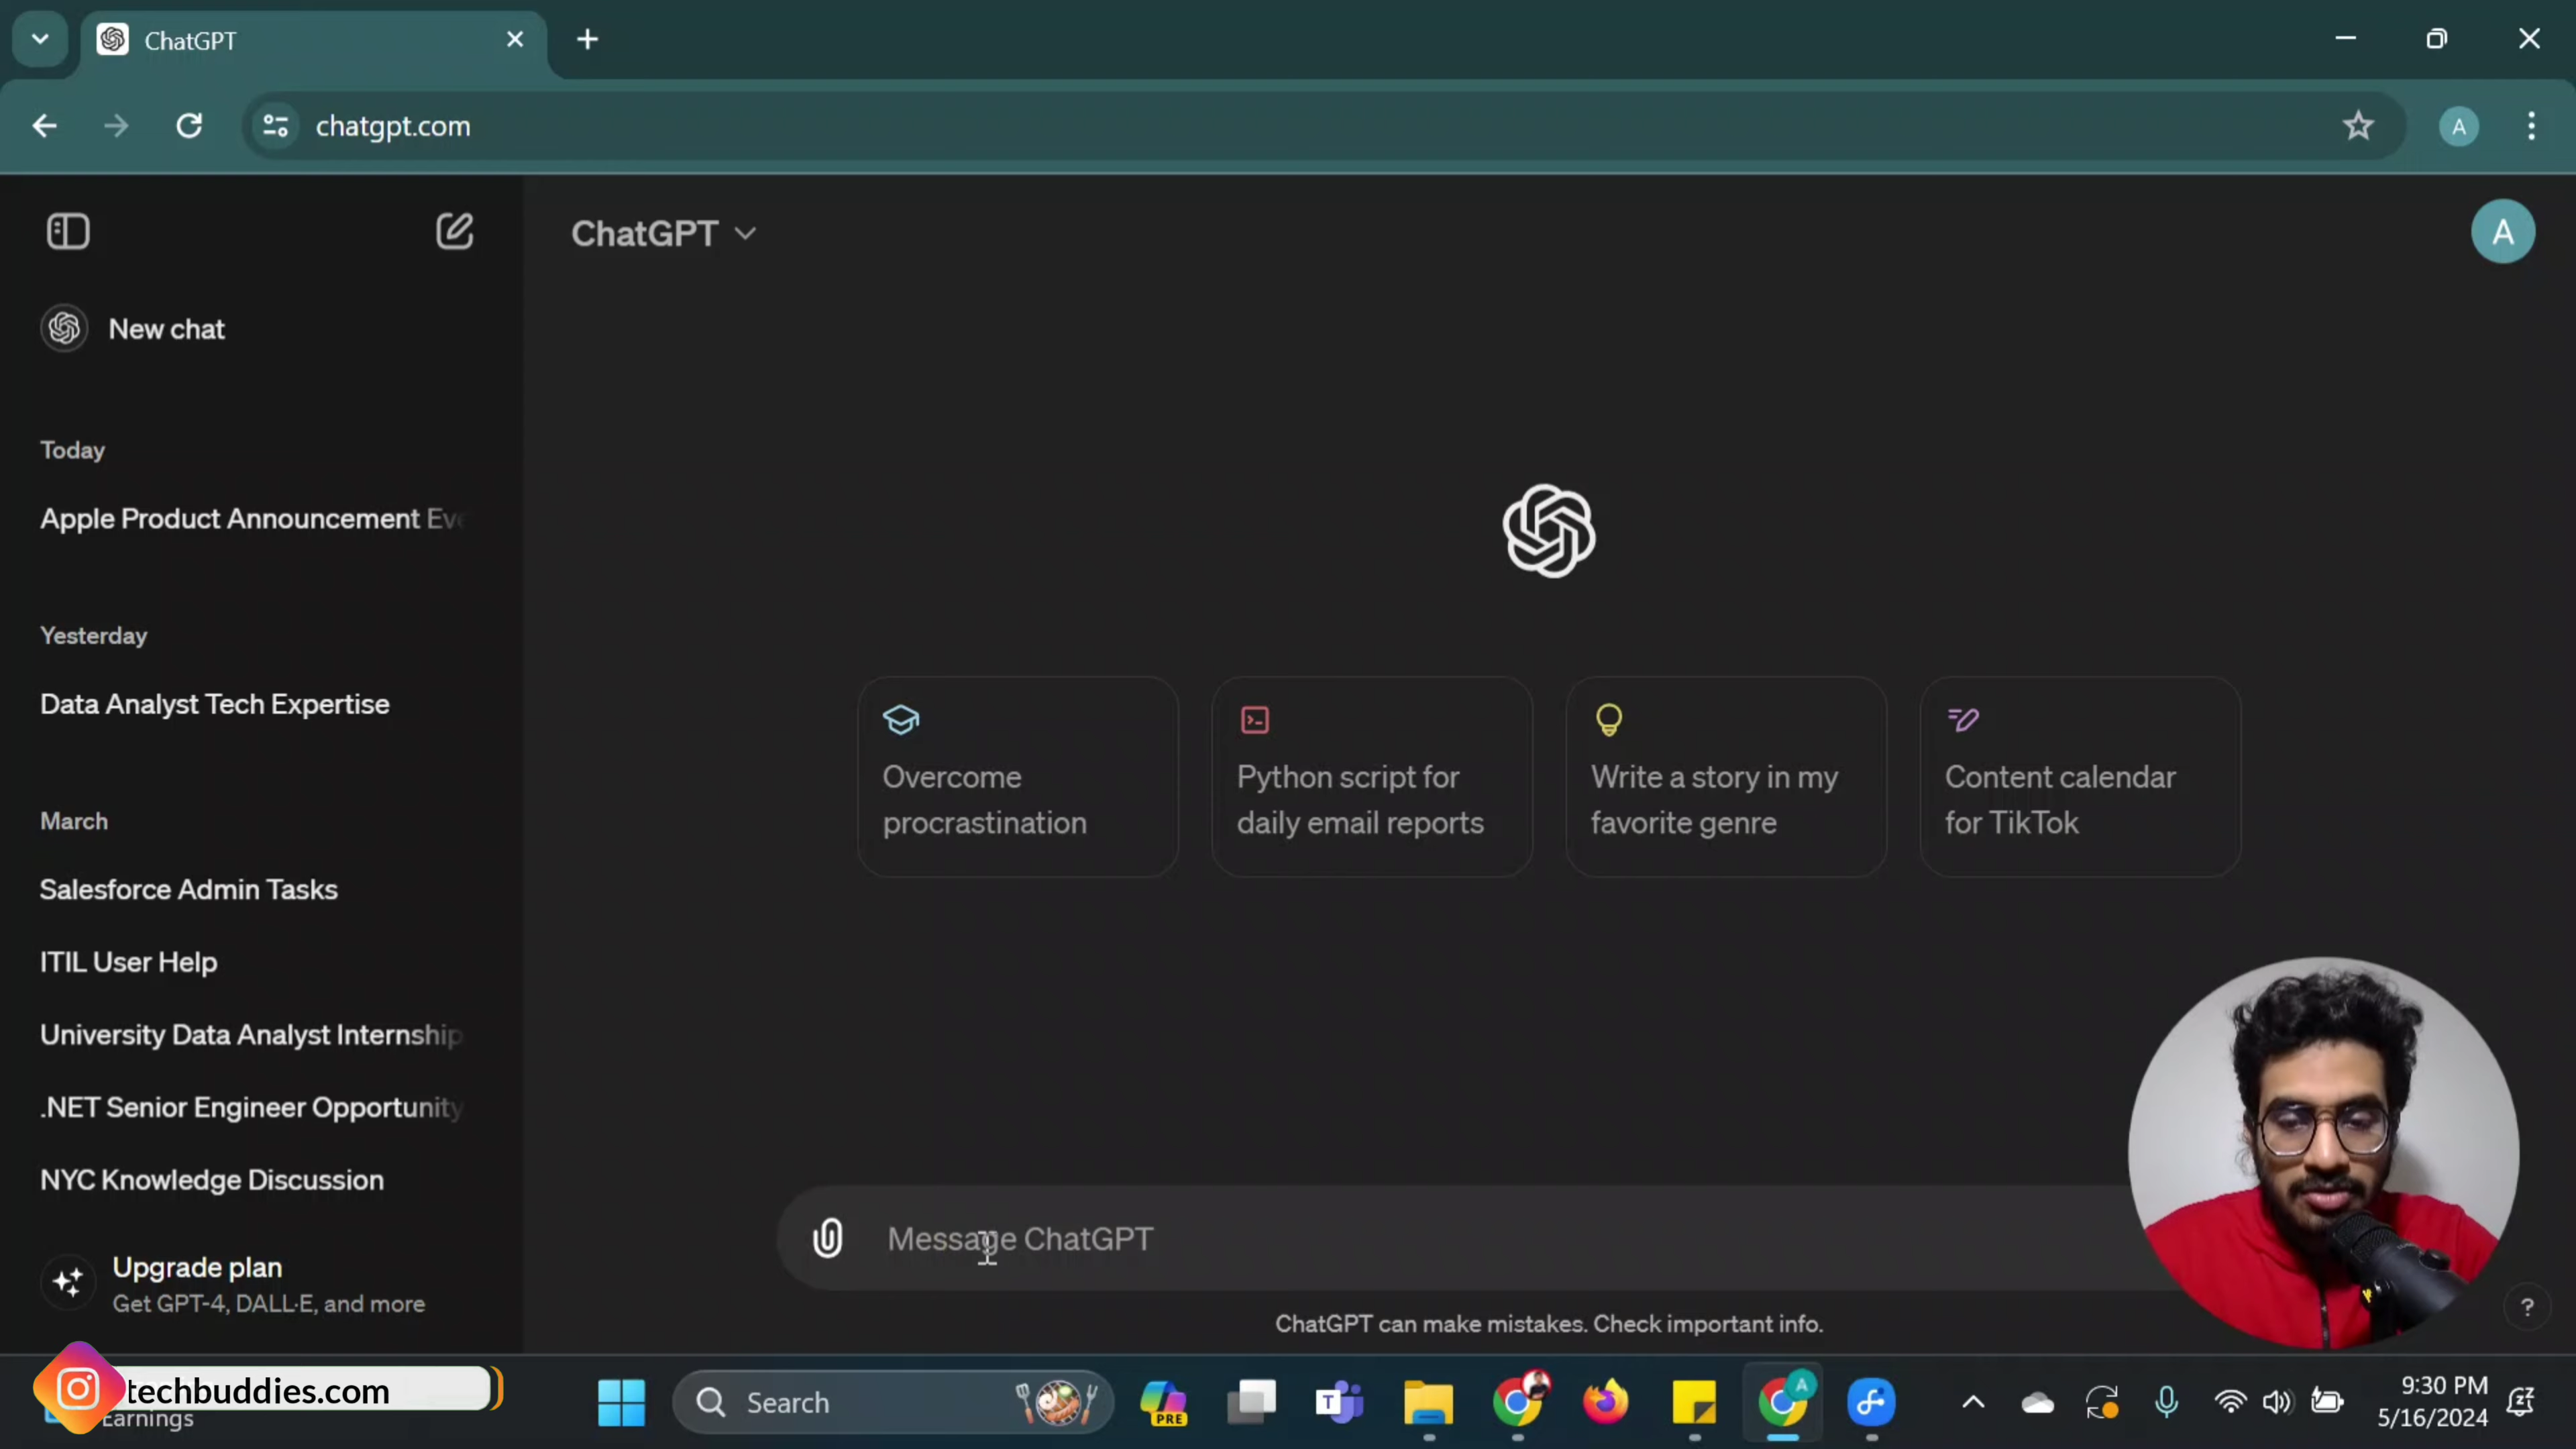 ChatGPT
chatgpt.com
ChatGPT
A
A
New chat
Today
Apple Product Announcement Eve
Yesterday
Data Analyst Tech Expertise
March
Salesforce Admin Tasks
ITIL User Help
University Data Analyst Internship
.NET Senior Engineer Opportunity
NYC Knowledge Discussion
Upgrade plan
Get GPT-4, DALL·E, and more
Overcome
procrastination
Python script for
daily email reports
Write a story in my
favorite genre
Content calendar
for TikTok
Message ChatGPT
ChatGPT can make mistakes. Check important info.
?
techbuddies.com
Earnings
Search
PRE
T
A
9:30 PM
5/16/2024